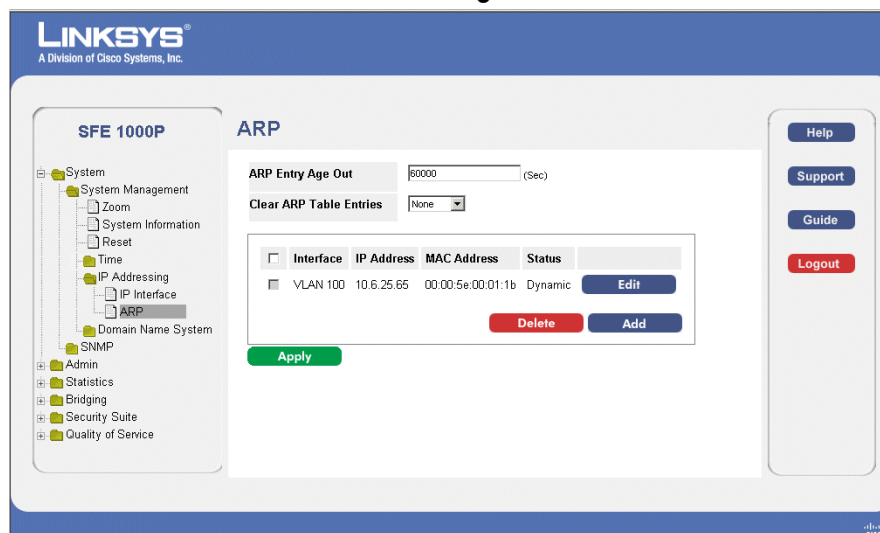 LINKSYS®
A Division of Cisco Systems, Inc.
SFE 1000P
System
System Management
Zoom
System Information
Reset
Time
IP Addressing
IP Interface
ARP
Domain Name System
SNMP
Admin
Statistics
Bridging
Security Suite
Quality of Service
ARP
ARP Entry Age Out 60000 (Sec)
Clear ARP Table Entries None
Interface IP Address MAC Address Status
VLAN 100 10.6.25.65 00:00:5e:00:01:1b Dynamic Edit
Delete Add
Apply
Help
Support
Guide
Logout